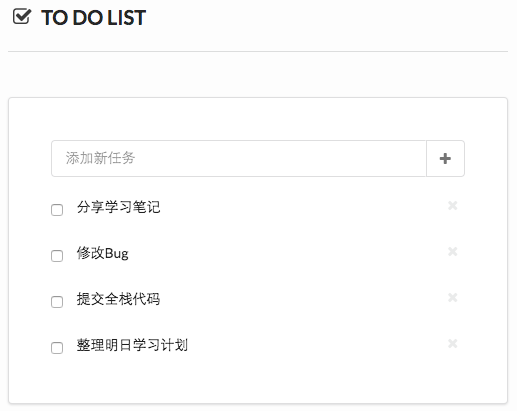 TO DO LIST
添加新任务
分享学习笔记
修改Bug
提交全栈代码
整理明日学习计划